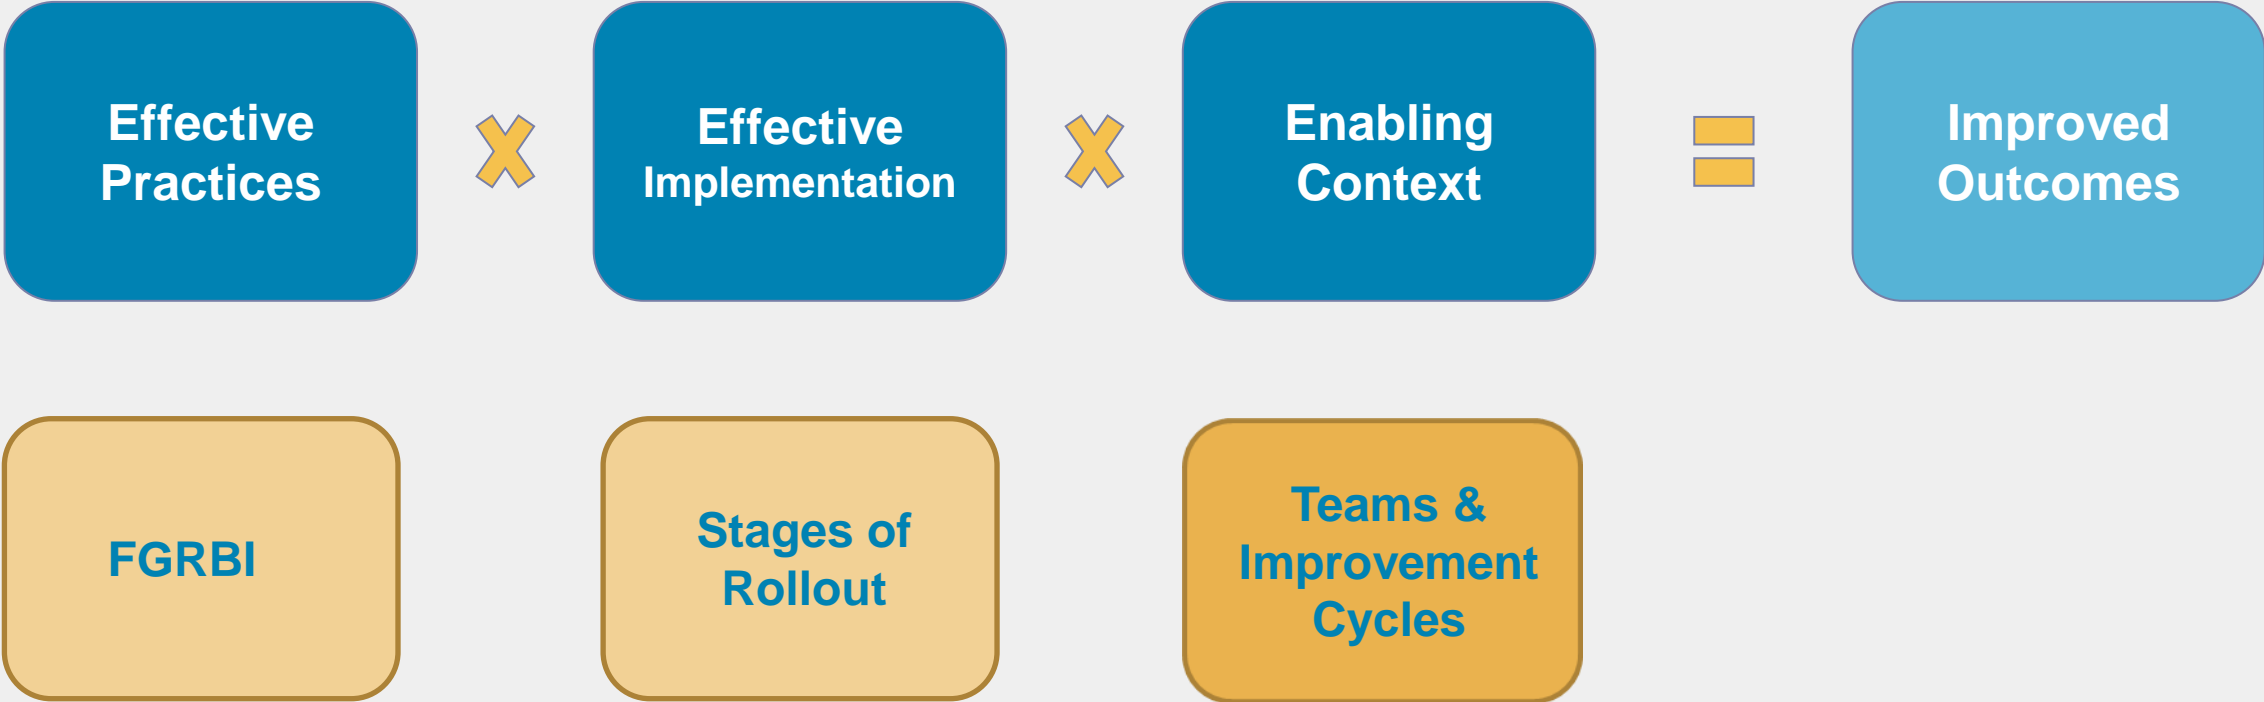 Effective
Practices
Effective
Implementation
Enabling
Context
Improved
Outcomes
FGRBI
Stages of
Rollout
Teams &
Improvement
Cycles